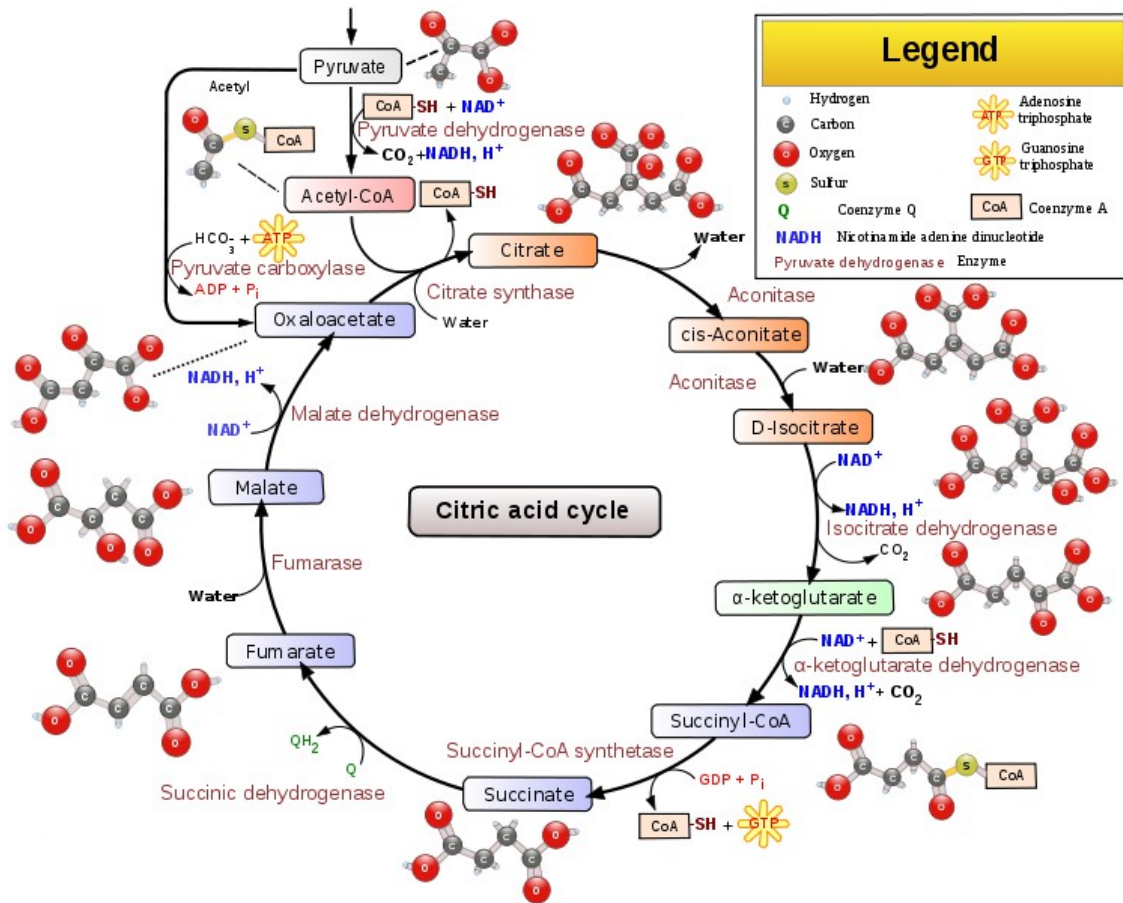 Legend
Hydrogen
Carbon
O Oxygen
S Sulfur
Q Coenzyme Q
NADH Nicotinamide adenine dinucleotide
Pyruvate dehydrogenase Enzyme
ATP Adenosine triphosphate
GTP Guanosine triphosphate
CoA Coenzyme A
Pyruvate
Acetyl
CoA-SH + NAD+
Pyruvate dehydrogenase
CO2 + NADH, H+
S CoA
Acetyl-CoA
CoA-SH
HCO3- + ATP
Pyruvate carboxylase
ADP + Pi
Citrate
Water
Citrate synthase
Water
Oxaloacetate
Aconitase
cis-Aconitate
Aconitase
Water
D-Isocitrate
NAD+
NADH, H+
Isocitrate dehydrogenase
CO2
α-ketoglutarate
NAD+ + CoA-SH
α-ketoglutarate dehydrogenase
NADH, H+ + CO2
Succinyl-CoA
S CoA
Succinyl-CoA synthetase
GDP + Pi
CoA-SH + GTP
Succinate
QH2
Q
Succinic dehydrogenase
Fumarate
Water
Fumarase
Malate
NAD+
Malate dehydrogenase
NADH, H+
Citric acid cycle